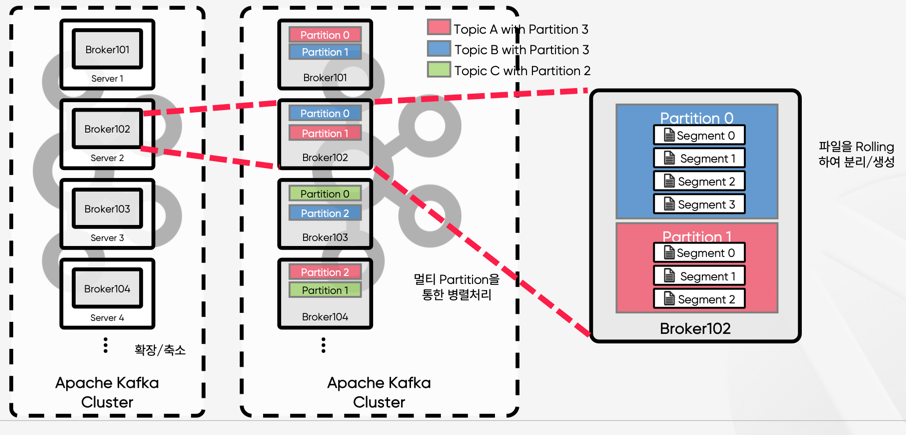 Broker101
Server 1
Broker102
Server 2
Broker103
Server 3
Broker104
Server 4
확장/축소
Apache Kafka
Cluster
Partition 0
Partition 1
Broker101
Partition 0
Partition 1
Broker102
Partition 0
Partition 2
Broker103
Partition 2
Partition 1
Broker104
멀티 Partition을
통한 병렬처리
Apache Kafka
Cluster
Topic A with Partition 3
Topic B with Partition 3
Topic C with Partition 2
Partition 0
Segment 0
Segment 1
Segment 2
Segment 3
Partition 1
Segment 0
Segment 1
Segment 2
Broker102
파일을 Rolling
하여 분리/생성